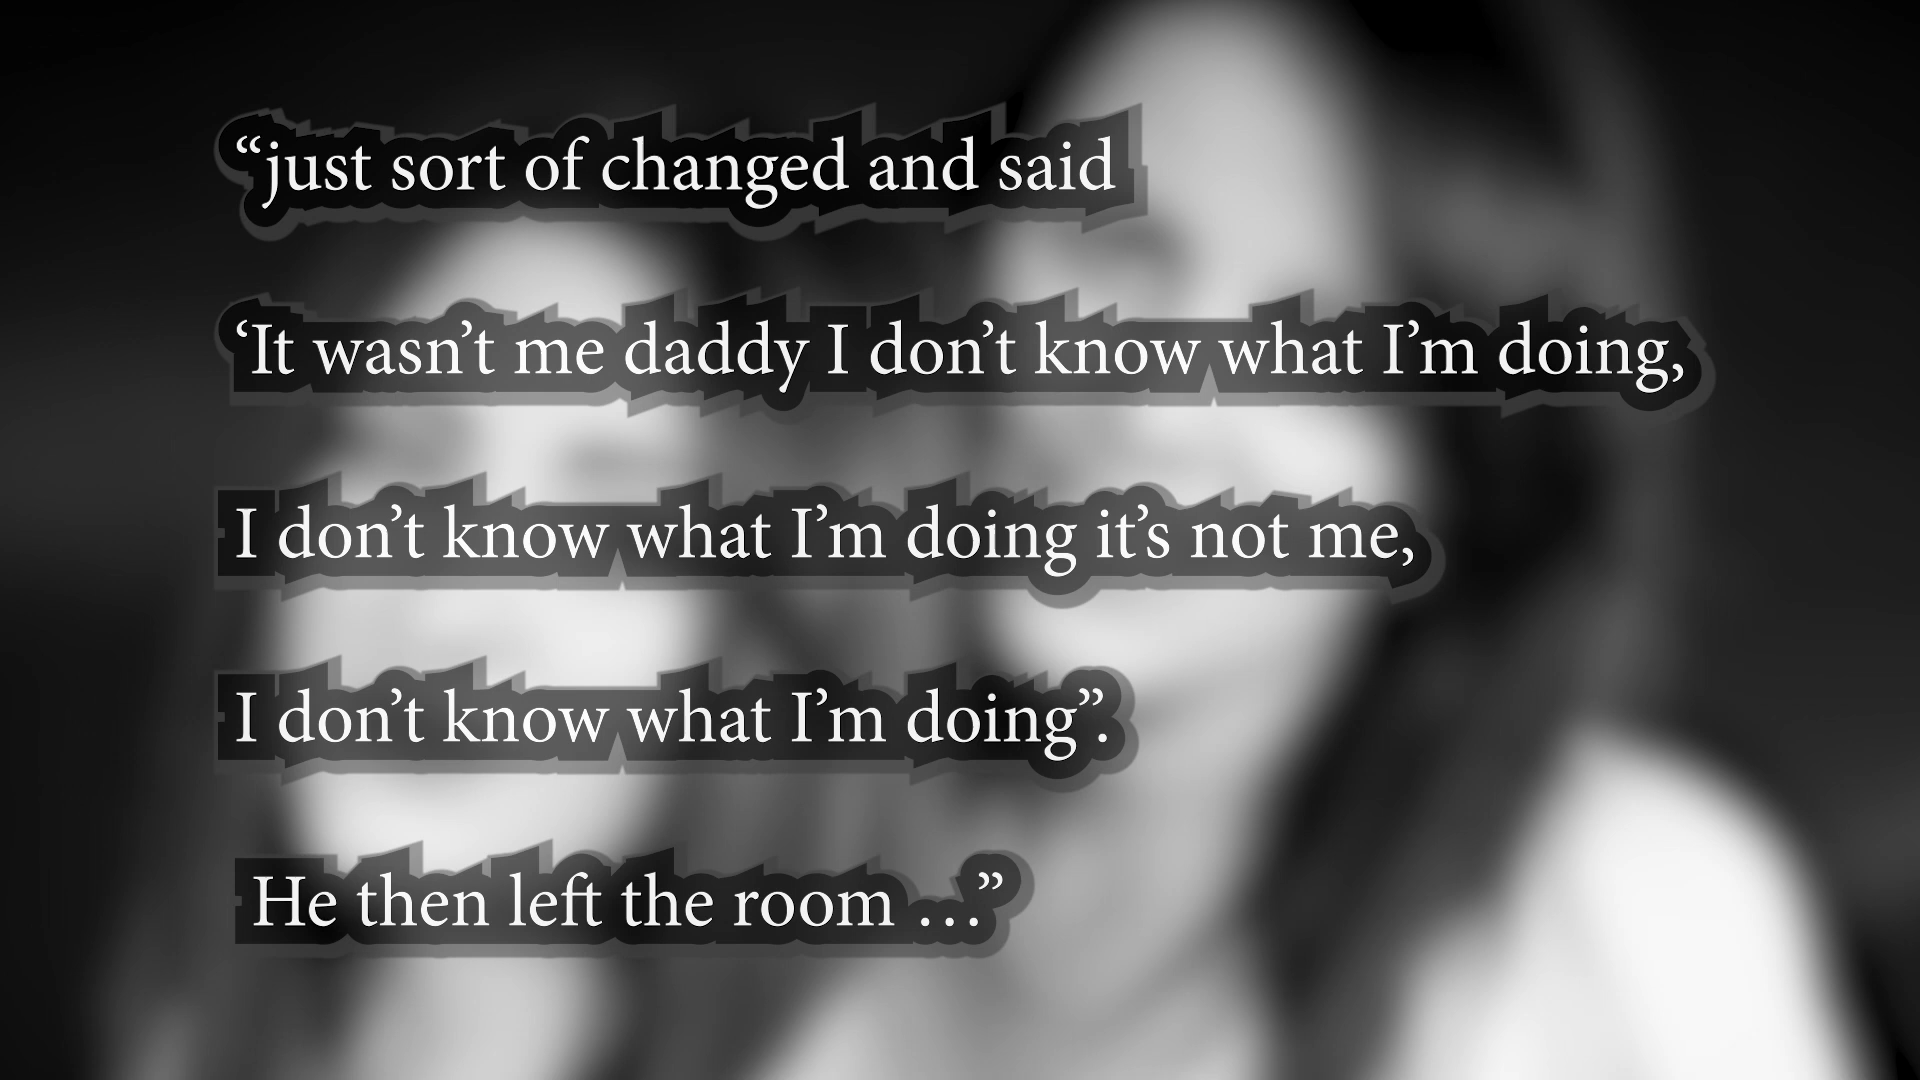 “just sort of changed and said
‘It wasn’t me daddy I don’t know what I’m doing,
I don’t know what I’m doing it’s not me,
I don’t know what I’m doing”.
He then left the room …”